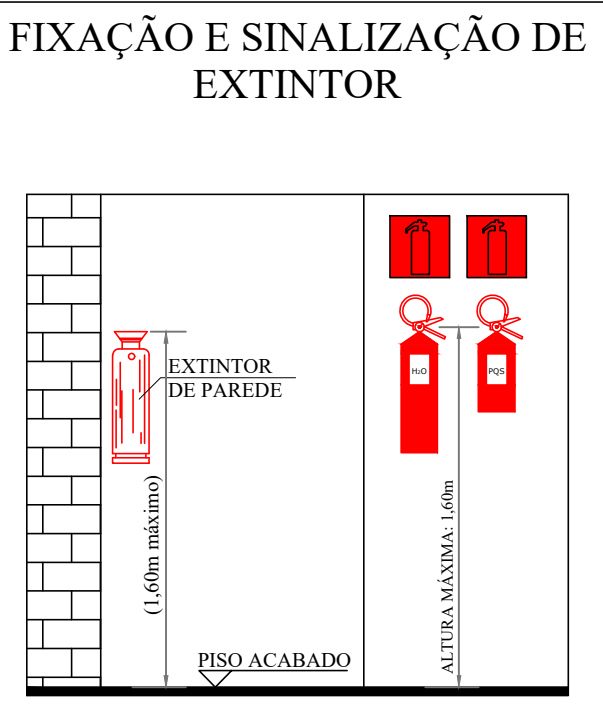 FIXAÇÃO E SINALIZAÇÃO DE
EXTINTOR
EXTINTOR
DE PAREDE
(1,60m máximo)
PISO ACABADO
H₂O
PQS
ALTURA MÁXIMA: 1,60m